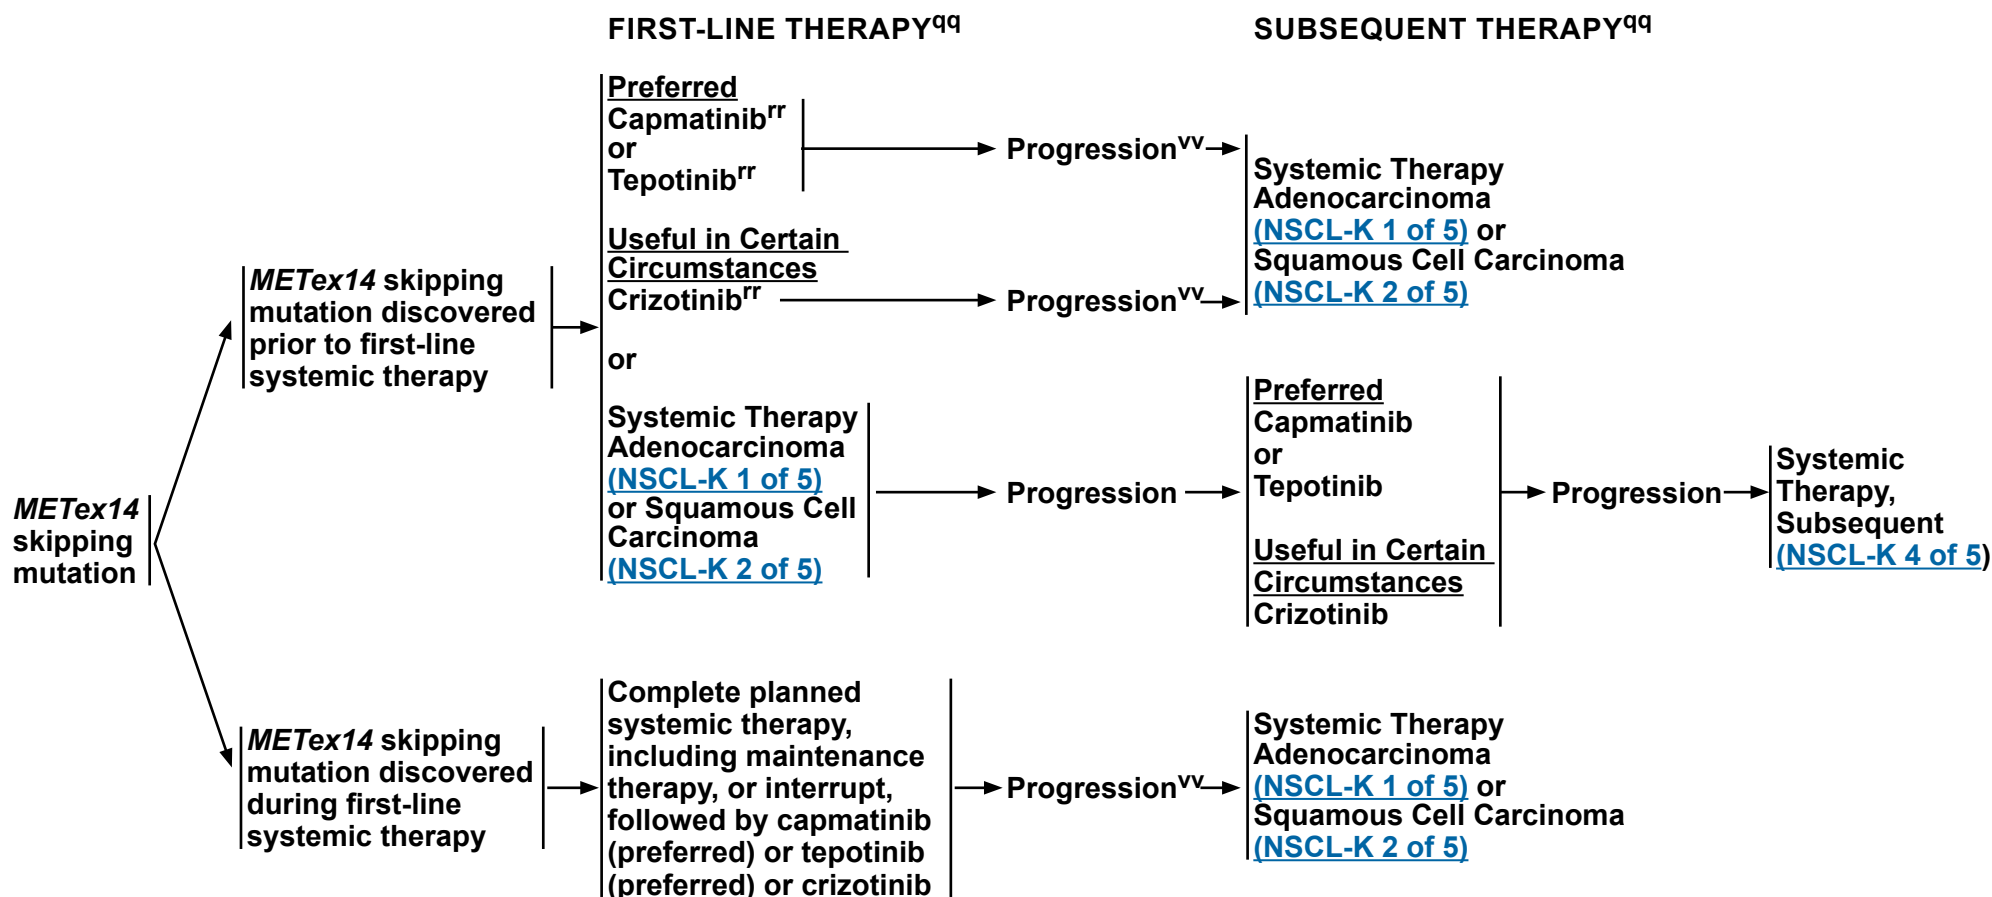 FIRST-LINE THERAPYqq
SUBSEQUENT THERAPYqq
METex14
skipping
mutation
METex14 skipping
mutation discovered
prior to first-line
systemic therapy
Preferred
Capmatinibrr
or
Tepotinibrr
Useful in Certain
Circumstances
Crizotinibrr
or
Systemic Therapy
Adenocarcinoma
(NSCL-K 1 of 5)
or Squamous Cell
Carcinoma
(NSCL-K 2 of 5)
Progressionvv
Progressionvv
Systemic Therapy
Adenocarcinoma
(NSCL-K 1 of 5) or
Squamous Cell Carcinoma
(NSCL-K 2 of 5)
Progression
Preferred
Capmatinib
or
Tepotinib
Useful in Certain
Circumstances
Crizotinib
Progression
Systemic
Therapy,
Subsequent
(NSCL-K 4 of 5)
METex14 skipping
mutation discovered
during first-line
systemic therapy
Complete planned
systemic therapy,
including maintenance
therapy, or interrupt,
followed by capmatinib
(preferred) or tepotinib
(preferred) or crizotinib
Progressionvv
Systemic Therapy
Adenocarcinoma
(NSCL-K 1 of 5) or
Squamous Cell Carcinoma
(NSCL-K 2 of 5)